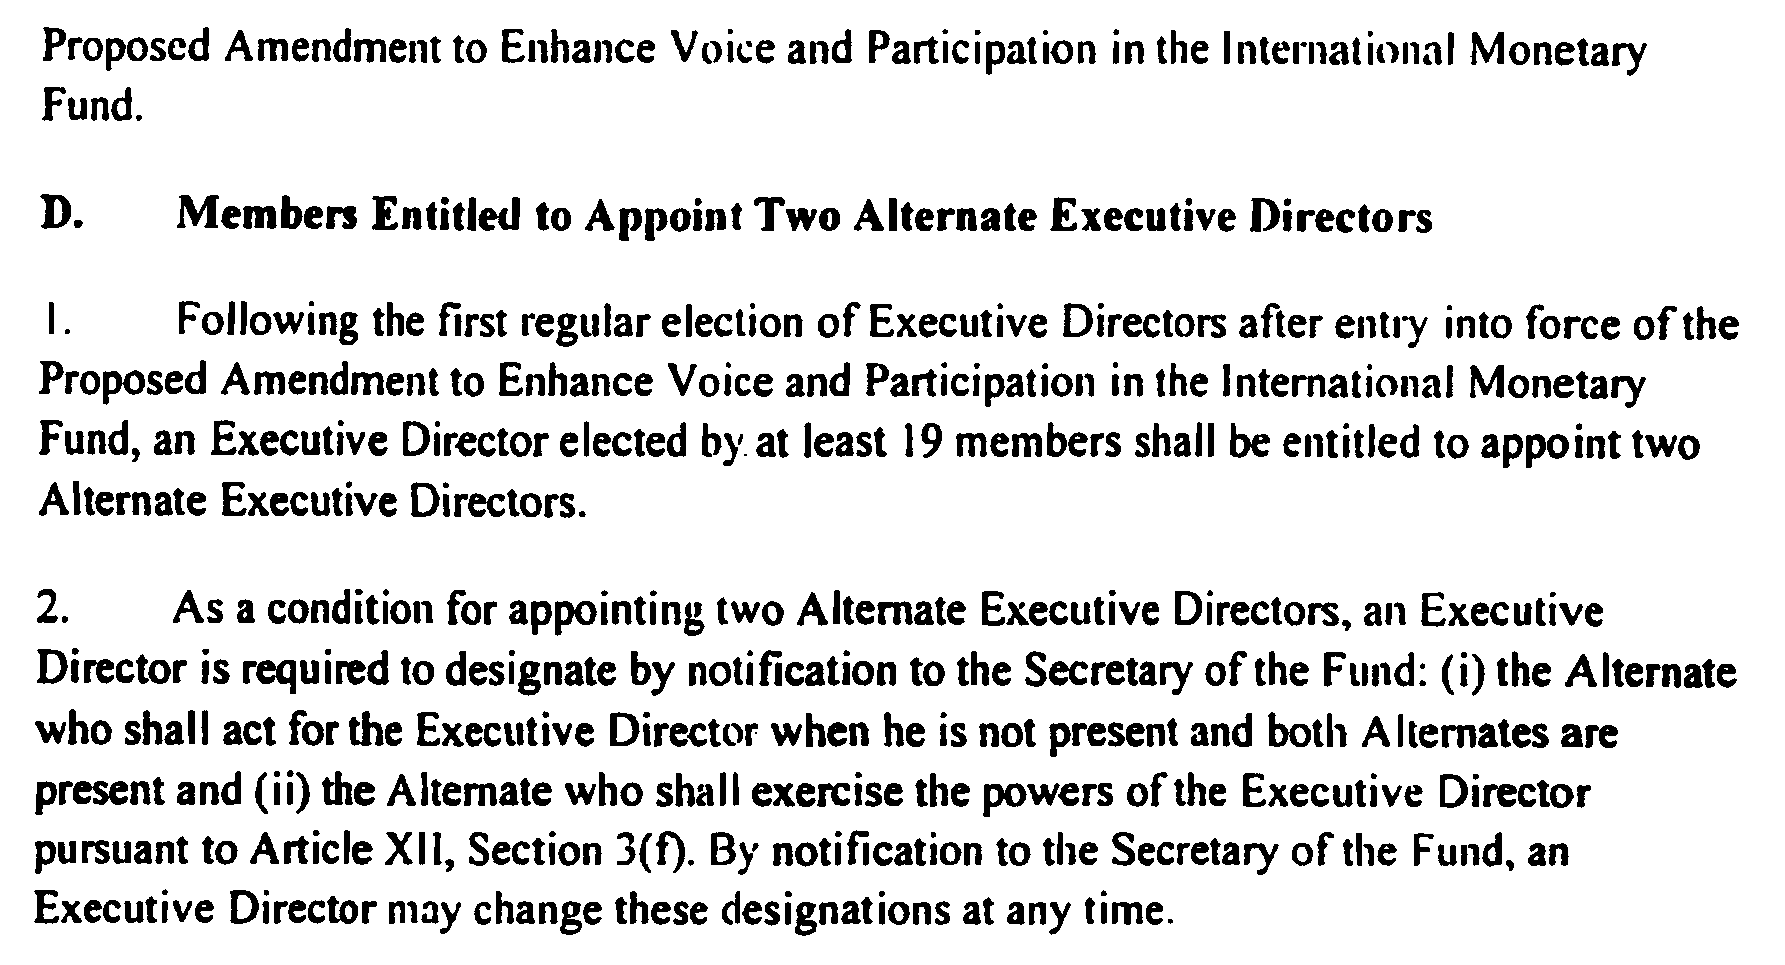 Proposed Amendment to Enhance Voice and Participation in the International Monetary
Fund.
D. Members Entitled to Appoint Two Alternate Executive Directors
1. Following the first regular election of Executive Directors after entry into force of the
Proposed Amendment to Enhance Voice and Participation in the International Monetary
Fund, an Executive Director elected by at least 19 members shall be entitled to appoint two
Alternate Executive Directors.
2. As a condition for appointing two Alternate Executive Directors, an Executive
Director is required to designate by notification to the Secretary of the Fund: (i) the Alternate
who shall act for the Executive Director when he is not present and both Alternates are
present and (ii) the Alternate who shall exercise the powers of the Executive Director
pursuant to Article XII, Section 3(f). By notification to the Secretary of the Fund, an
Executive Director may change these designations at any time.